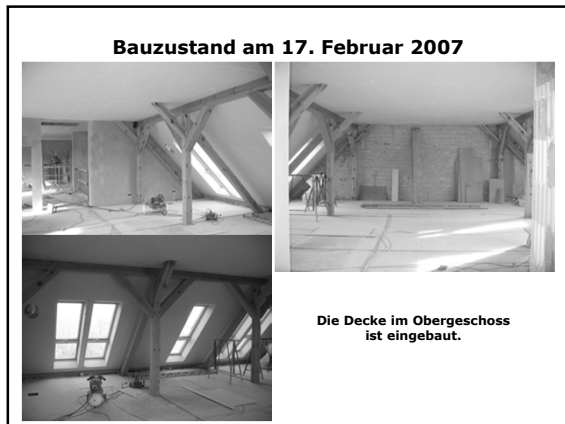 Bauzustand am 17. Februar 2007
Die Decke im Obergeschoss
ist eingebaut.